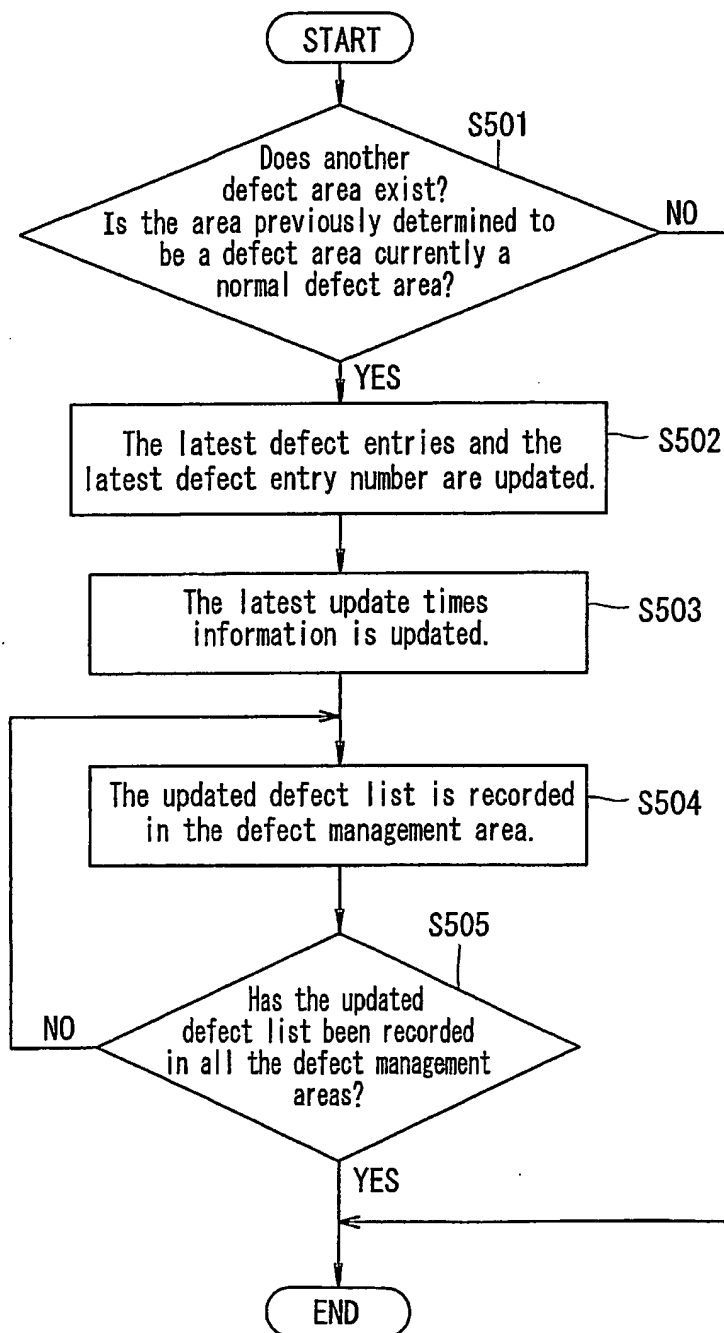 START
S501
Does another
defect area exist?
Is the area previously determined to
be a defect area currently a
normal defect area?
NO
YES
The latest defect entries and the
latest defect entry number are updated.
S502
The latest update times
information is updated.
S503
The updated defect list is recorded
in the defect management area.
S504
S505
Has the updated
defect list been recorded
in all the defect management
areas?
NO
YES
END